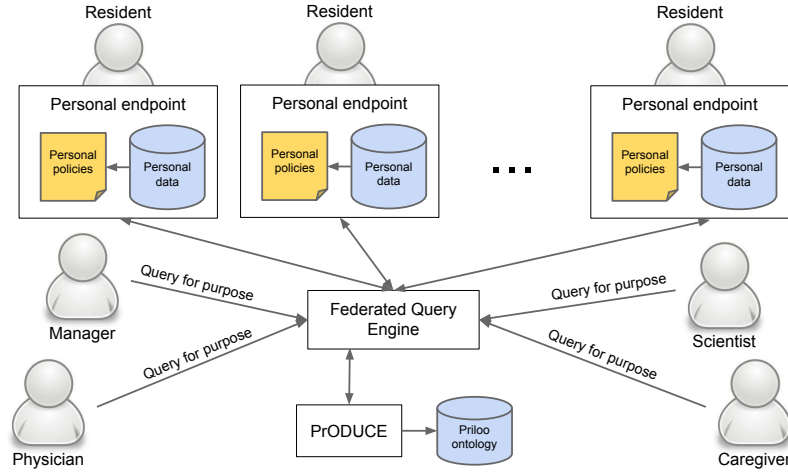 Resident
Resident
Resident
Personal endpoint
Personal endpoint
Personal endpoint
Personal
policies
Personal
data
Personal
policies
Personal
data
...
Personal
policies
Personal
data
Manager
Query for purpose
Federated Query
Engine
Query for purpose
Scientist
Physician
Query for purpose
Query for purpose
Caregiver
PrODUCE
Priloo
ontology